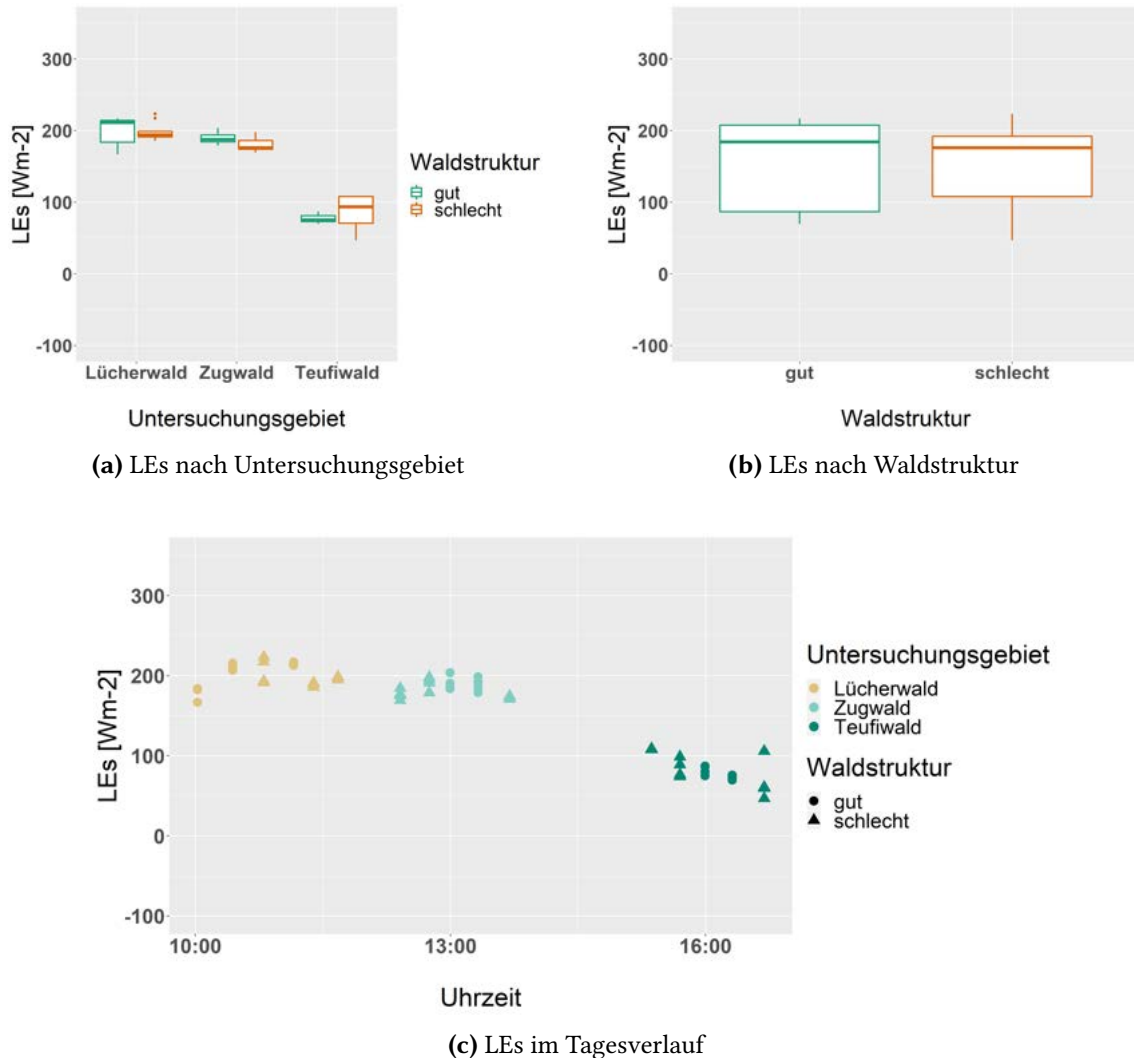 300
200
100
0
-100
LEs [Wm-2]
Lücherwald Zugwald Teufiwald
Untersuchungsgebiet
Waldstruktur
gut
schlecht
(a) LEs nach Untersuchungsgebiet
300
200
100
0
-100
LEs [Wm-2]
gut schlecht
Waldstruktur
(b) LEs nach Waldstruktur
300
200
100
0
-100
LEs [Wm-2]
10:00 13:00 16:00
Uhrzeit
Untersuchungsgebiet
Lücherwald
Zugwald
Teufiwald
Waldstruktur
gut
schlecht
(c) LEs im Tagesverlauf